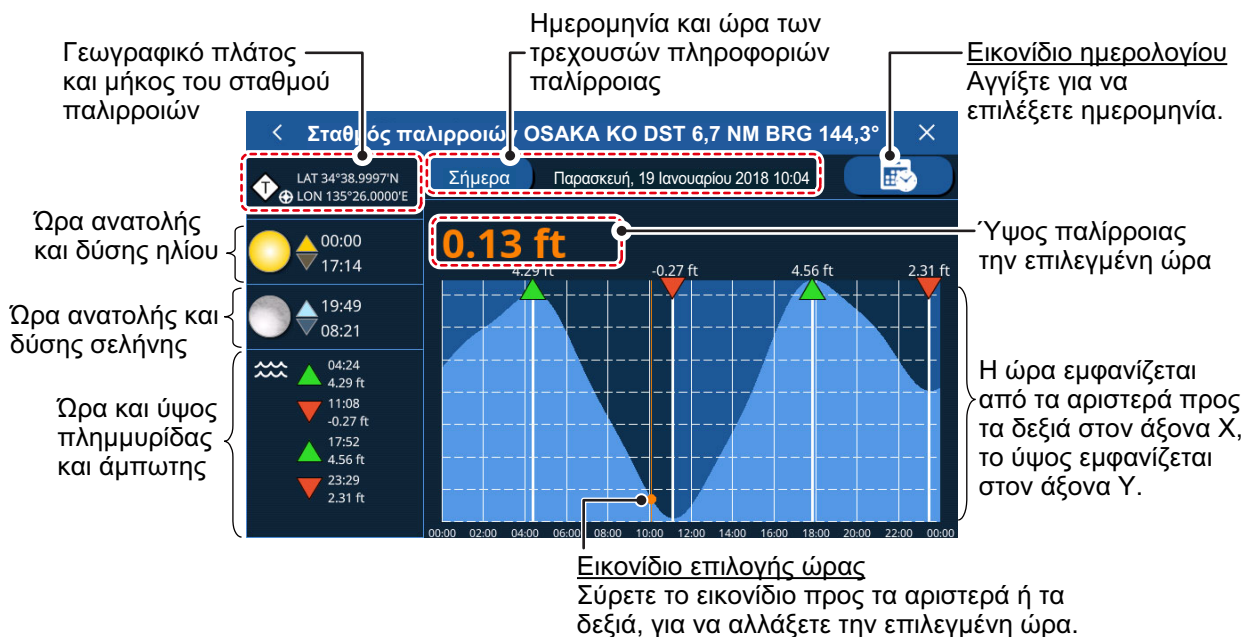 Γεωγραφικό πλάτος
και μήκος του σταθμού
παλιρροιών
Ημερομηνία και ώρα των
τρεχουσών πληροφοριών
παλίρροιας
Εικονίδιο ημερολογίου
Αγγίξτε για να
επιλέξετε ημερομηνία.
Σταθμός παλιρροιών OSAKA KO DST 6,7 NM BRG 144,3°
T
LAT 34°38.9997'N
LON 135°26.0000'E
Σήμερα
Παρασκευή, 19 Ιανουαρίου 2018 10:04
Ώρα ανατολής
και δύσης ηλίου
00:00
17:14
0.13 ft
Ύψος παλίρροιας
την επιλεγμένη ώρα
4.29 ft -0.27 ft 4.56 ft 2.31 ft
Ώρα ανατολής και
δύσης σελήνης
19:49
08:21
Ώρα και ύψος
πλημμυρίδας
και άμπωτης
04:24
4.29 ft
11:08
-0.27 ft
17:52
4.56 ft
23:29
2.31 ft
Η ώρα εμφανίζεται
από τα αριστερά προς
τα δεξιά στον άξονα X,
το ύψος εμφανίζεται
στον άξονα Y.
00:00 02:00 04:00 06:00 08:00 10:00 12:00 14:00 16:00 18:00 20:00 22:00 00:00
Εικονίδιο επιλογής ώρας
Σύρετε το εικονίδιο προς τα αριστερά ή τα
δεξιά, για να αλλάξετε την επιλεγμένη ώρα.